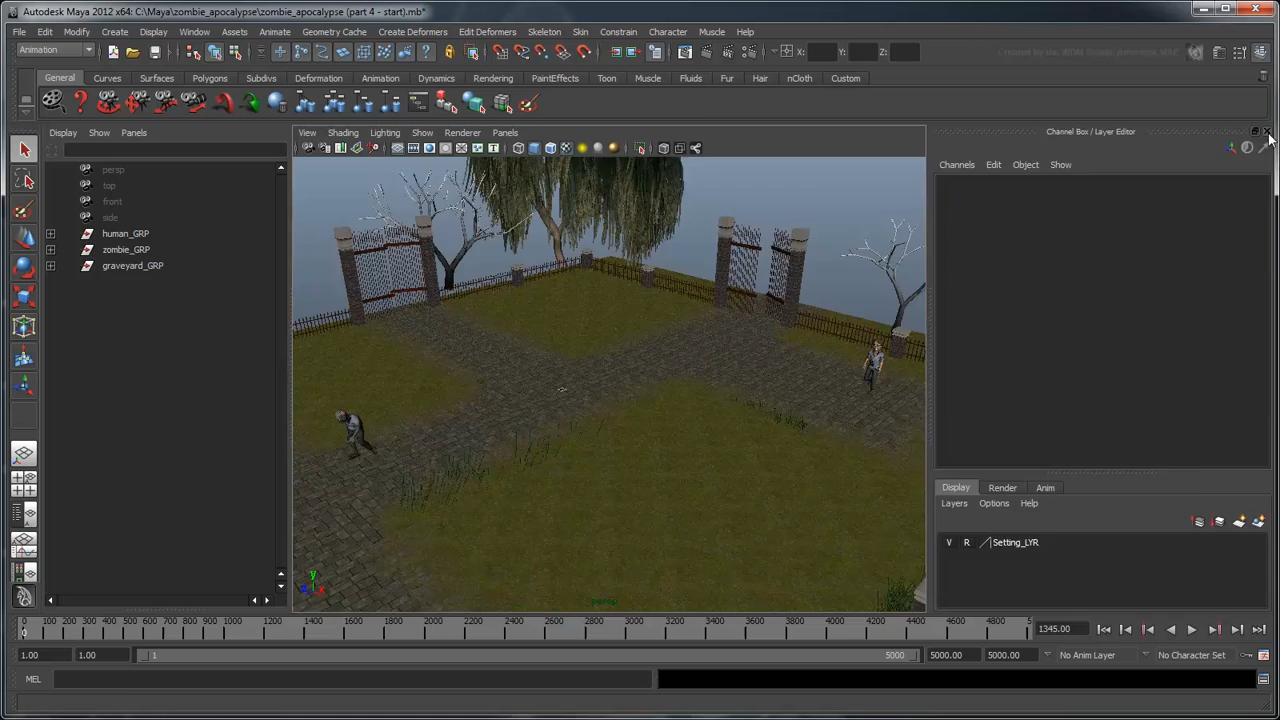 Autodesk Maya 2012 x64: C:\Maya\zombie_apocalypse\zombie_apocalypse (part 4 - start).mb*
File Edit Modify Create Display Window Assets Animate Geometry Cache Create Deformers Edit Deformers Skeleton Skin Constrain Character Muscle Help
Animation X: Y: Z:
General Curves Surfaces Polygons Subdivs Deformation Animation Dynamics Rendering PaintEffects Toon Muscle Fluids Fur Hair nCloth Custom
Display Show Panels
View Shading Lighting Show Renderer Panels
Channel Box / Layer Editor
Channels Edit Object Show
persp
top
front
side
human_GRP
zombie_GRP
graveyard_GRP
y
x
persp
Display Render Anim
Layers Options Help
V R Setting_LYR
0 100 200 300 400 500 600 700 800 900 1000 1200 1400 1600 1800 2000 2200 2400 2600 2800 3000 3200 3400 3600 3800 4000 4200 4400 4600 4800 5
0
1345.00
1.00 1.00 1 5000 5000.00 5000.00 No Anim Layer No Character Set
MEL